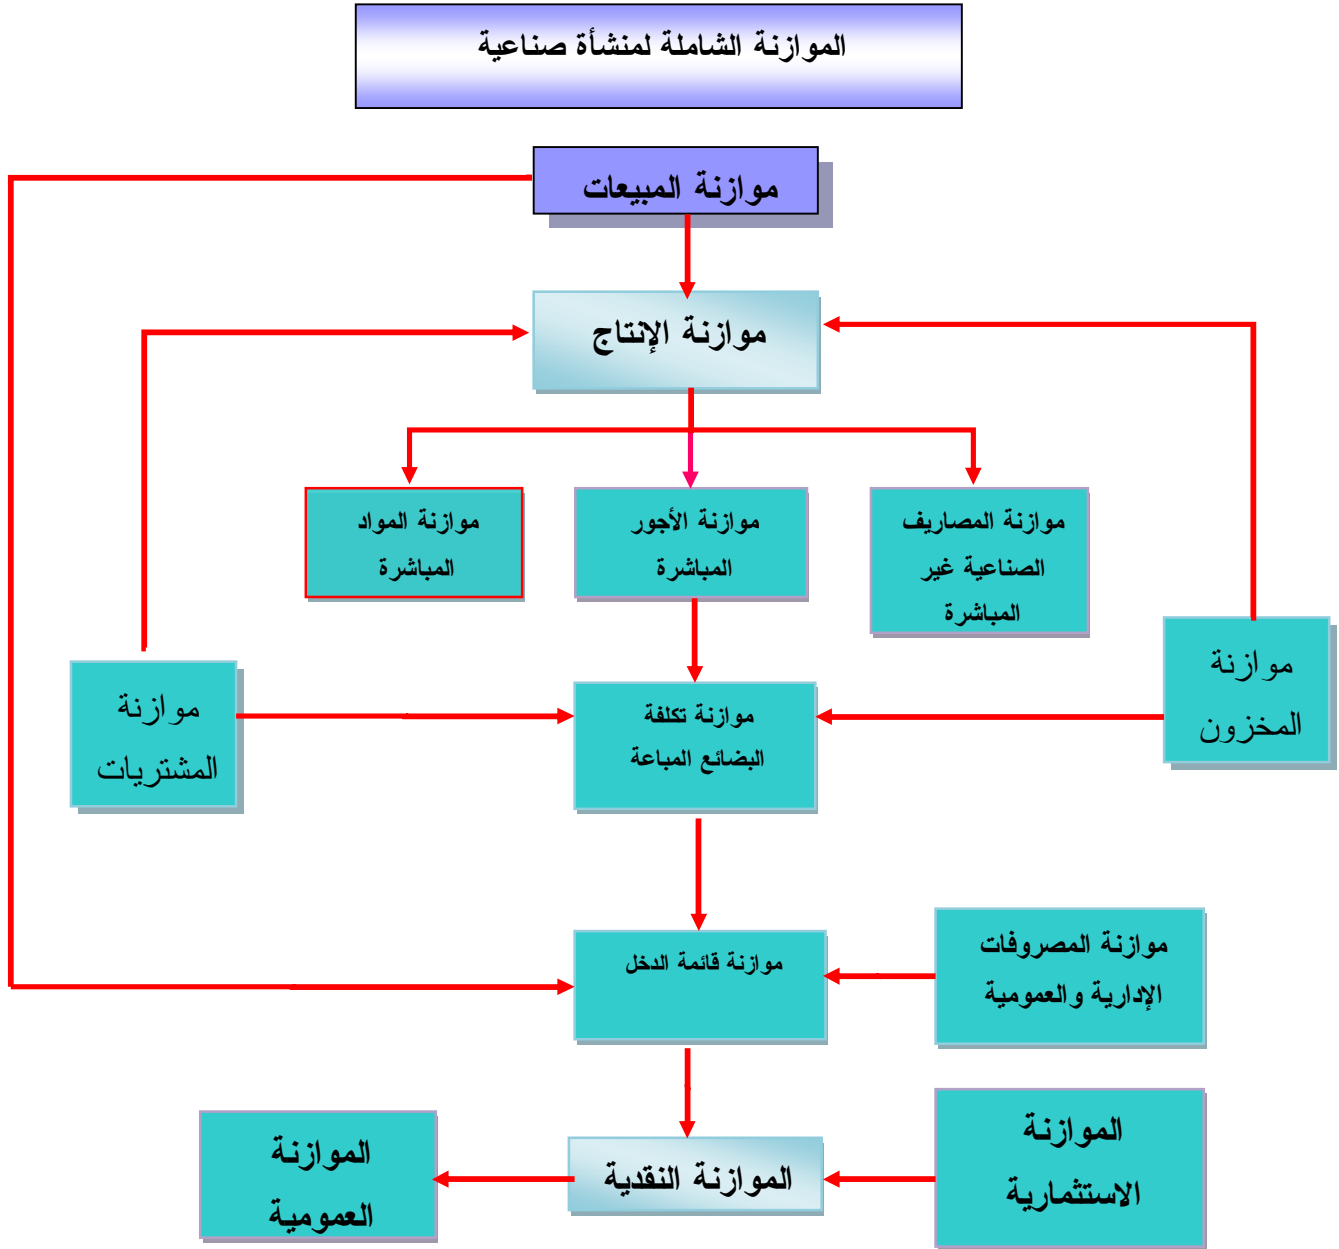 الموازنة الشاملة لمنشأة صناعية
موازنة المبيعات
موازنة الإنتاج
موازنة المصاريف
الصناعية غير
المباشرة
موازنة الأجور
المباشرة
موازنة المواد
المباشرة
موازنة
المخزون
موازنة تكلفة
البضائع المباعة
موازنة
المشتريات
موازنة المصروفات
الإدارية والعمومية
موازنة قائمة الدخل
الموازنة
الاستثمارية
الموازنة النقدية
الموازنة
العمومية